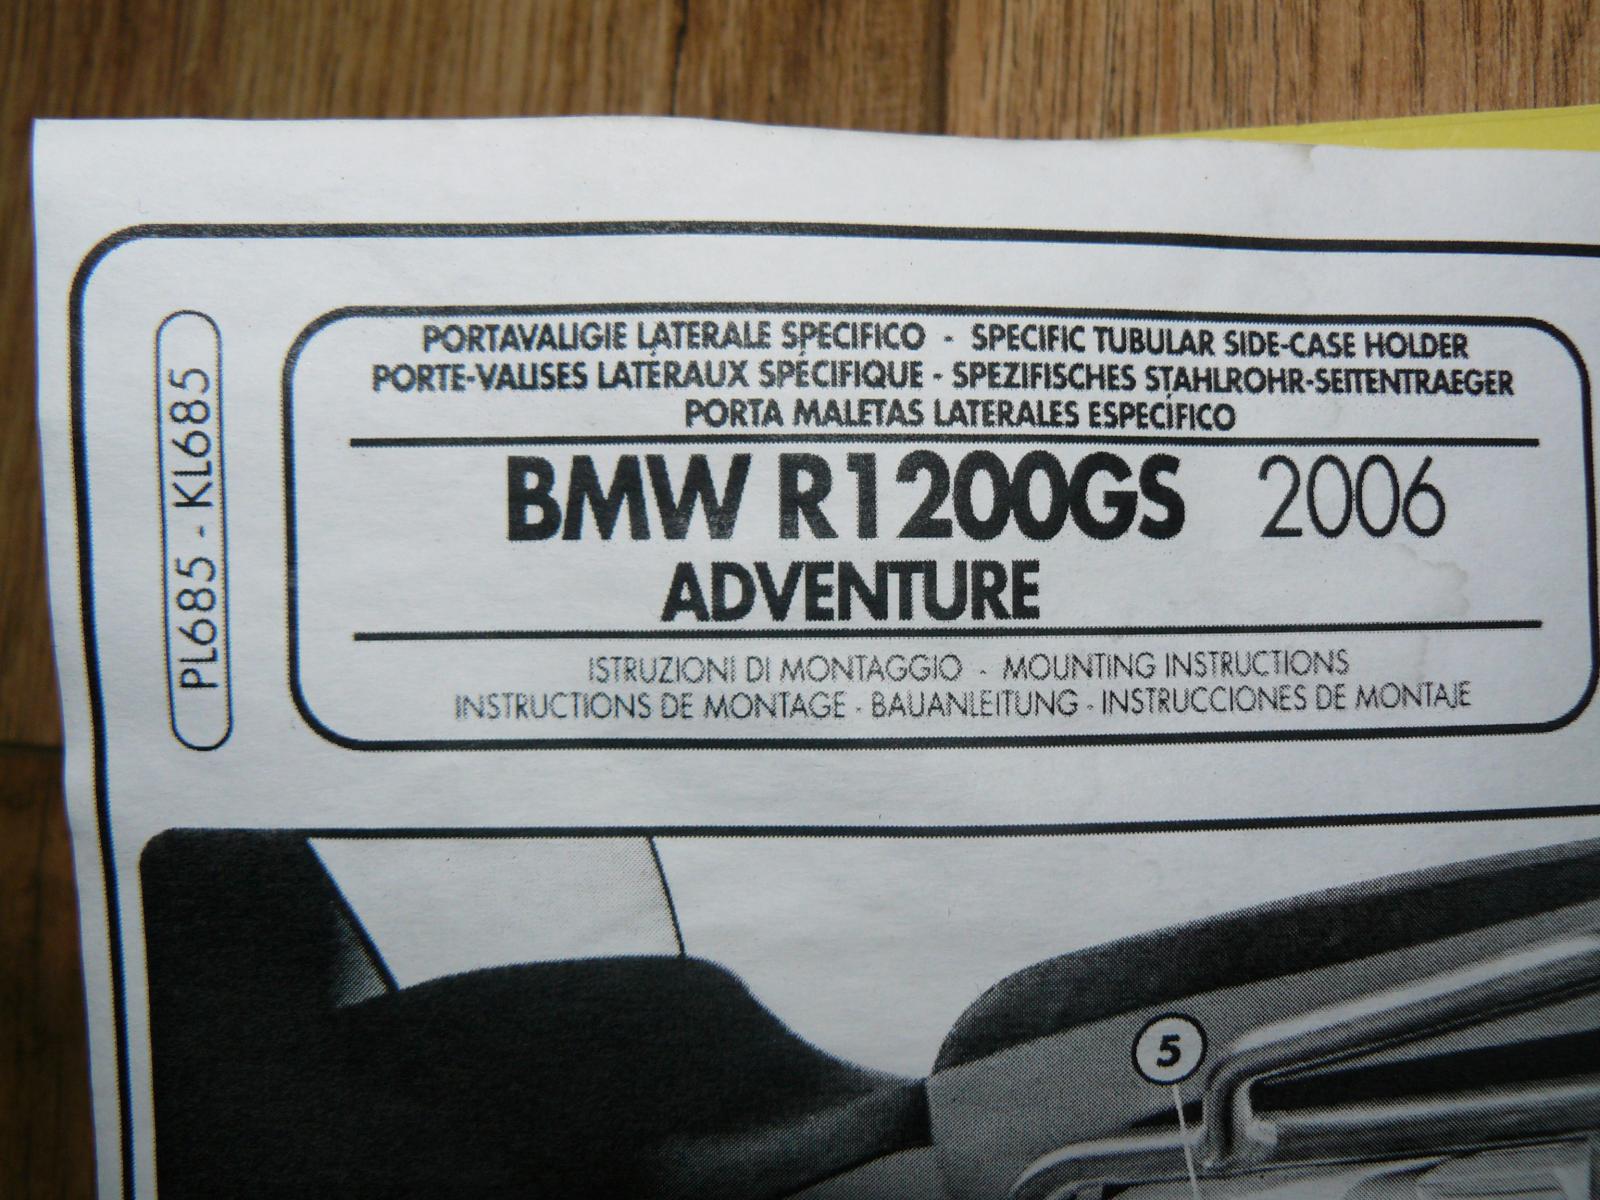 PL685 - KL685
PORTAVALIGIE LATERALE SPECIFICO - SPECIFIC TUBULAR SIDE-CASE HOLDER
PORTE-VALISES LATÉRAUX SPÉCIFIQUE - SPEZIFISCHES STAHLROHR-SEITENTRAEGER
PORTA MALETAS LATERALES ESPECÍFICO
BMW R1200GS 2006
ADVENTURE
ISTRUZIONI DI MONTAGGIO - MOUNTING INSTRUCTIONS
INSTRUCTIONS DE MONTAGE - BAUANLEITUNG - INSTRUCCIONES DE MONTAJE
5